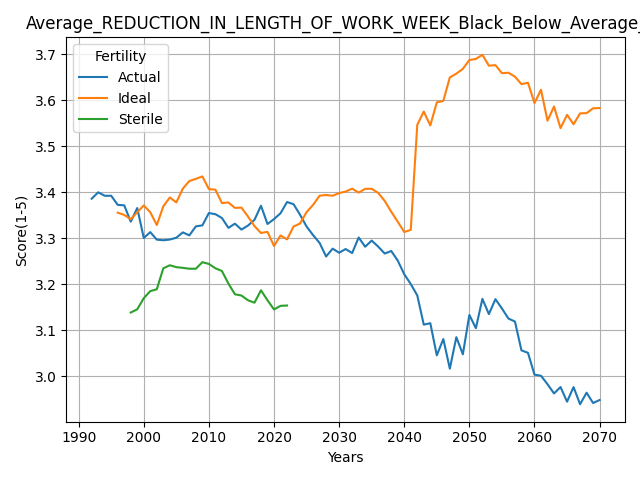 Average_REDUCTION_IN_LENGTH_OF_WORK_WEEK_Black_Below_Average_
Fertility
Actual
Ideal
Sterile
Score(1-5)
3.7
3.6
3.5
3.4
3.3
3.2
3.1
3.0
1990 2000 2010 2020 2030 2040 2050 2060 2070
Years